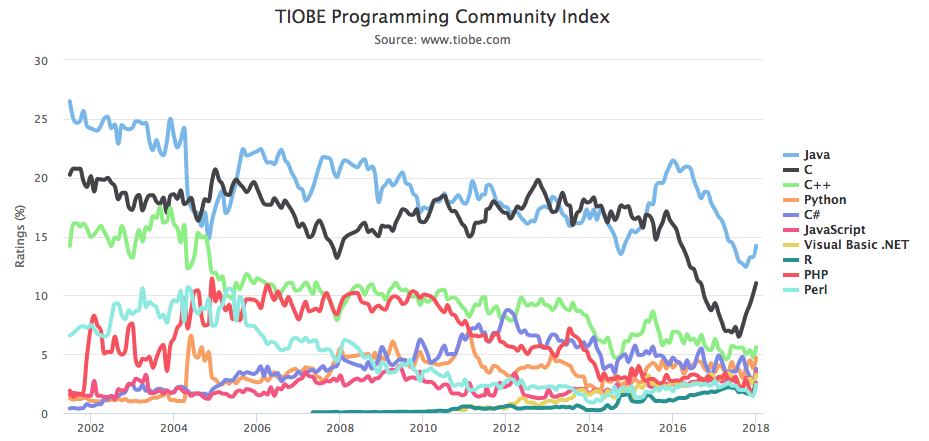 TIOBE Programming Community Index
Source: www.tiobe.com
Ratings (%)
30
25
20
15
10
5
0
2002
2004
2006
2008
2010
2012
2014
2016
2018
Java
C
C++
Python
C#
JavaScript
Visual Basic .NET
R
PHP
Perl